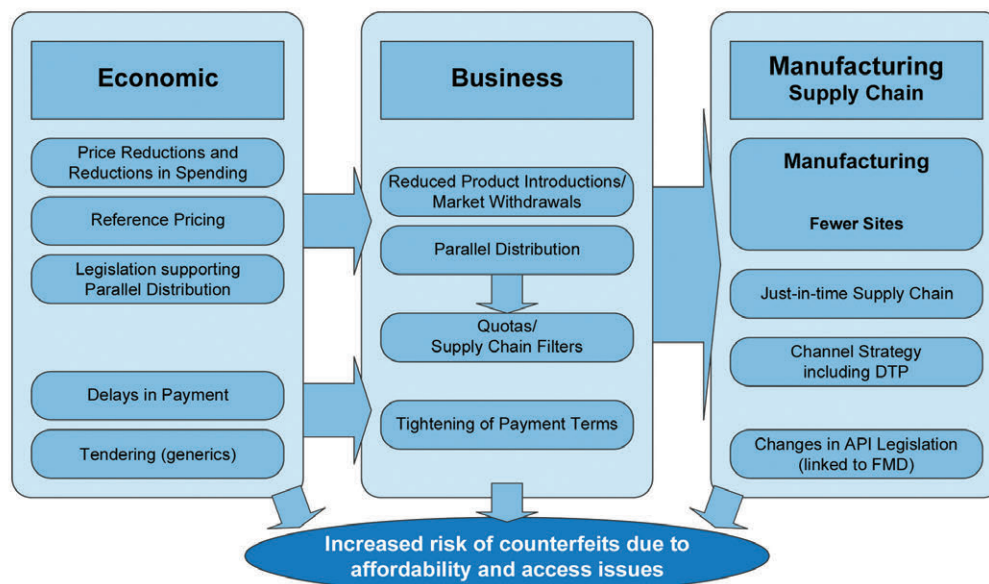 Economic
Price Reductions and
Reductions in Spending
Reference Pricing
Legislation supporting
Parallel Distribution
Delays in Payment
Tendering (generics)
Business
Reduced Product Introductions/
Market Withdrawals
Parallel Distribution
Quotas/
Supply Chain Filters
Tightening of Payment Terms
Manufacturing
Supply Chain
Manufacturing
Fewer Sites
Just-in-time Supply Chain
Channel Strategy
including DTP
Changes in API Legislation
(linked to FMD)
Increased risk of counterfeits due to
affordability and access issues